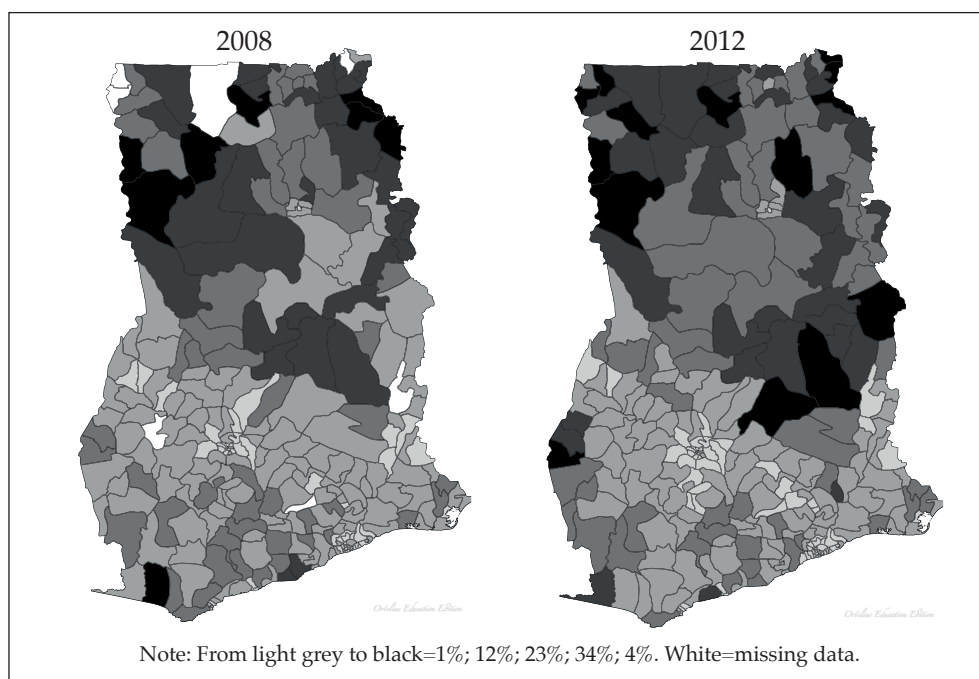 2008
2012
Note: From light grey to black=1%; 12%; 23%; 34%; 4%. White=missing data.